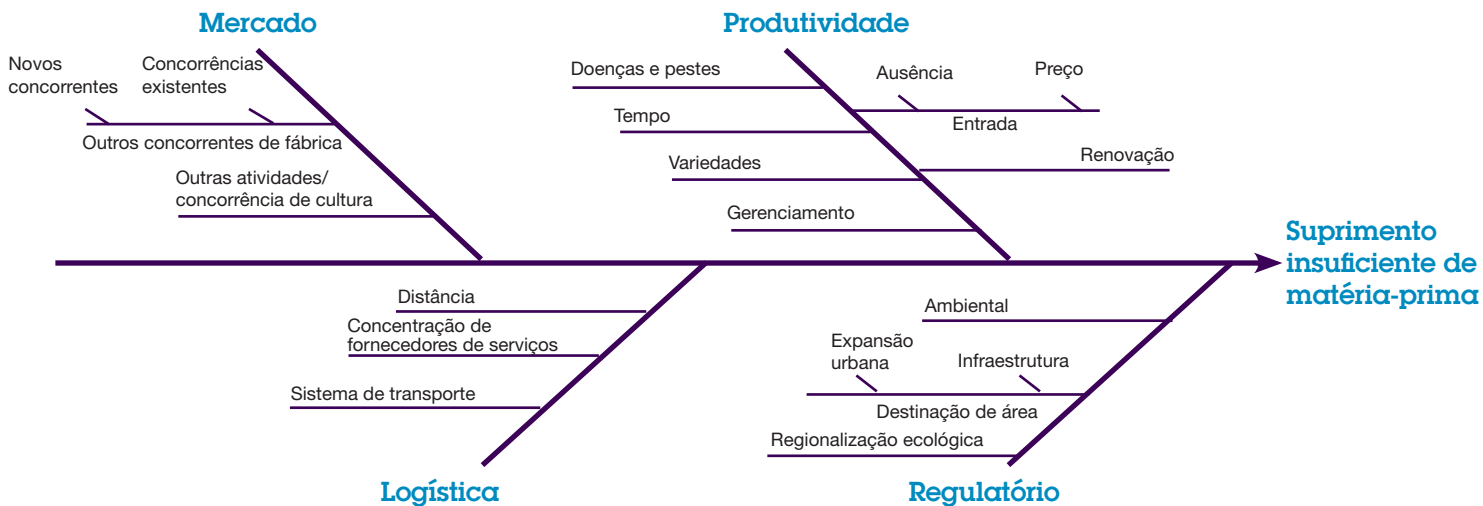 Mercado
Novos
concorrentes
Concorrências
existentes
Outros concorrentes de fábrica
Outras atividades/
concorrência de cultura
Produtividade
Doenças e pestes
Ausência
Preço
Entrada
Tempo
Renovação
Variedades
Gerenciamento
Suprimento
insuficiente de
matéria-prima
Distância
Concentração de
fornecedores de serviços
Sistema de transporte
Logística
Ambiental
Expansão
urbana
Infraestrutura
Destinação de área
Regionalização ecológica
Regulatório